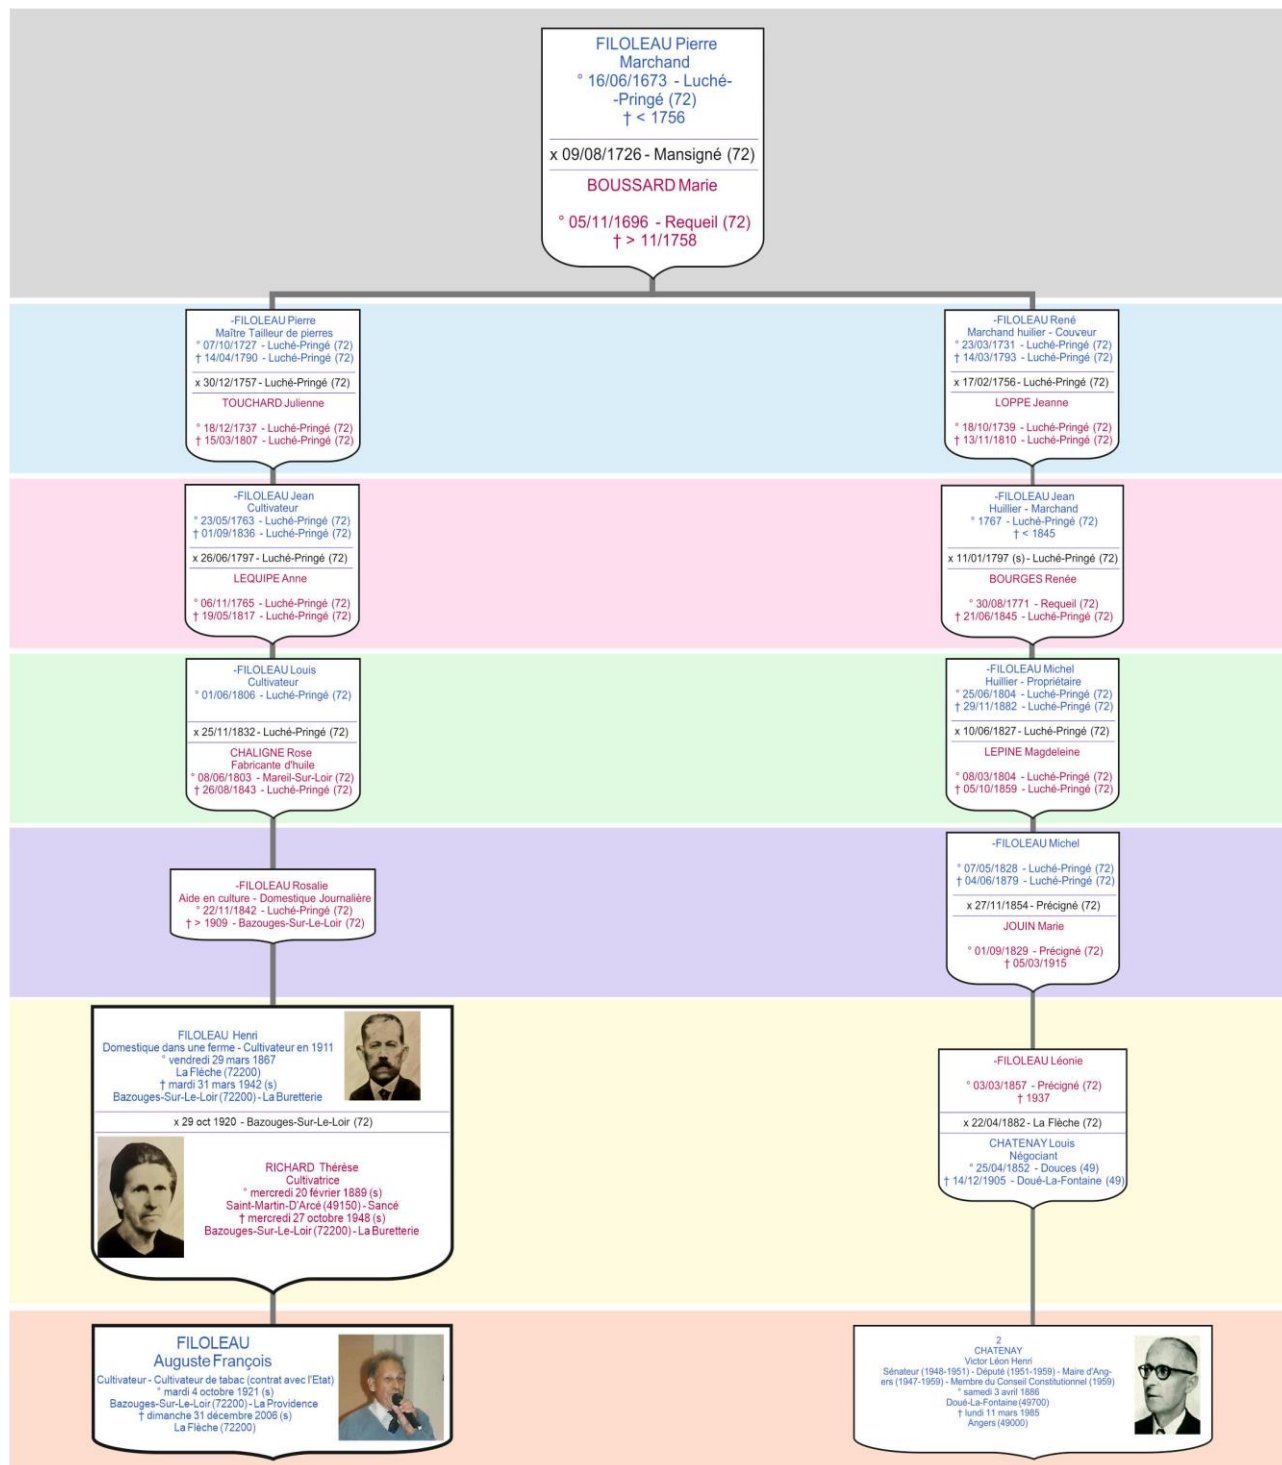 FILOLEAU Pierre
Marchand
° 16/06/1673 - Luché-
-Pringé (72)
† < 1756
x 09/08/1726 - Mansigné (72)
BOUSSARD Marie
° 05/11/1696 - Requeil (72)
† > 11/1758
-FILOLEAU Pierre
Maître Tailleur de pierres
° 07/10/1727 - Luché-Pringé (72)
† 14/04/1790 - Luché-Pringé (72)
x 30/12/1757 - Luché-Pringé (72)
TOUCHARD Julienne
° 18/12/1737 - Luché-Pringé (72)
† 15/03/1807 - Luché-Pringé (72)
-FILOLEAU René
Marchand huilier - Couveur
° 23/03/1731 - Luché-Pringé (72)
† 14/03/1793 - Luché-Pringé (72)
x 17/02/1756 - Luché-Pringé (72)
LOPPE Jeanne
° 18/10/1739 - Luché-Pringé (72)
† 13/11/1810 - Luché-Pringé (72)
-FILOLEAU Jean
Cultivateur
° 23/05/1763 - Luché-Pringé (72)
† 01/09/1836 - Luché-Pringé (72)
x 26/06/1797 - Luché-Pringé (72)
LEQUIPE Anne
° 06/11/1765 - Luché-Pringé (72)
† 19/05/1817 - Luché-Pringé (72)
-FILOLEAU Jean
Huillier - Marchand
° 1767 - Luché-Pringé (72)
† < 1845
x 11/01/1797 (s) - Luché-Pringé (72)
BOURGES Renée
° 30/08/1771 - Requeil (72)
† 21/06/1845 - Luché-Pringé (72)
-FILOLEAU Louis
Cultivateur
° 01/06/1806 - Luché-Pringé (72)
x 25/11/1832 - Luché-Pringé (72)
CHALIGNE Rose
Fabricante d'huile
° 08/06/1803 - Mareil-Sur-Loir (72)
† 26/08/1843 - Luché-Pringé (72)
-FILOLEAU Michel
Huillier - Propriétaire
° 25/06/1804 - Luché-Pringé (72)
† 29/11/1882 - Luché-Pringé (72)
x 10/06/1827 - Luché-Pringé (72)
LEPINE Magdeleine
° 08/03/1804 - Luché-Pringé (72)
† 05/10/1859 - Luché-Pringé (72)
-FILOLEAU Rosalie
Aide en culture - Domestique Journalière
° 22/11/1842 - Luché-Pringé (72)
† > 1909 - Bazouges-Sur-Le-Loir (72)
-FILOLEAU Michel
° 07/05/1828 - Luché-Pringé (72)
† 04/06/1879 - Luché-Pringé (72)
x 27/11/1854 - Précigné (72)
JOUIN Marie
° 01/09/1829 - Précigné (72)
† 05/03/1915
FILOLEAU Henri
Domestique dans une ferme - Cultivateur en 1911
° vendredi 29 mars 1867
La Flèche (72200)
† mardi 31 mars 1942 (s)
Bazouges-Sur-Le-Loir (72200) - La Buretterie
x 29 oct 1920 - Bazouges-Sur-Le-Loir (72)
RICHARD Thérèse
Cultivatrice
° mercredi 20 février 1889 (s)
Saint-Martin-D'Arcé (49150) - Sancé
† mercredi 27 octobre 1948 (s)
Bazouges-Sur-Le-Loir (72200) - La Buretterie
-FILOLEAU Léonie
° 03/03/1857 - Précigné (72)
† 1937
x 22/04/1882 - La Flèche (72)
CHATENAY Louis
Négociant
° 25/04/1852 - Douces (49)
† 14/12/1905 - Doué-La-Fontaine (49)
FILOLEAU
Auguste François
Cultivateur - Cultivateur de tabac (contrat avec l'Etat)
° mardi 4 octobre 1921 (s)
Bazouges-Sur-Le-Loir (72200) - La Providence
† dimanche 31 décembre 2006 (s)
La Flèche (72200)
2
CHATENAY
Victor Léon Henri
Sénateur (1948-1951) - Député (1951-1959) - Maire d'Ang-
ers (1947-1959) - Membre du Conseil Constitutionnel (1959)
° samedi 3 avril 1886
Doué-La-Fontaine (49700)
† lundi 11 mars 1985
Angers (49000)